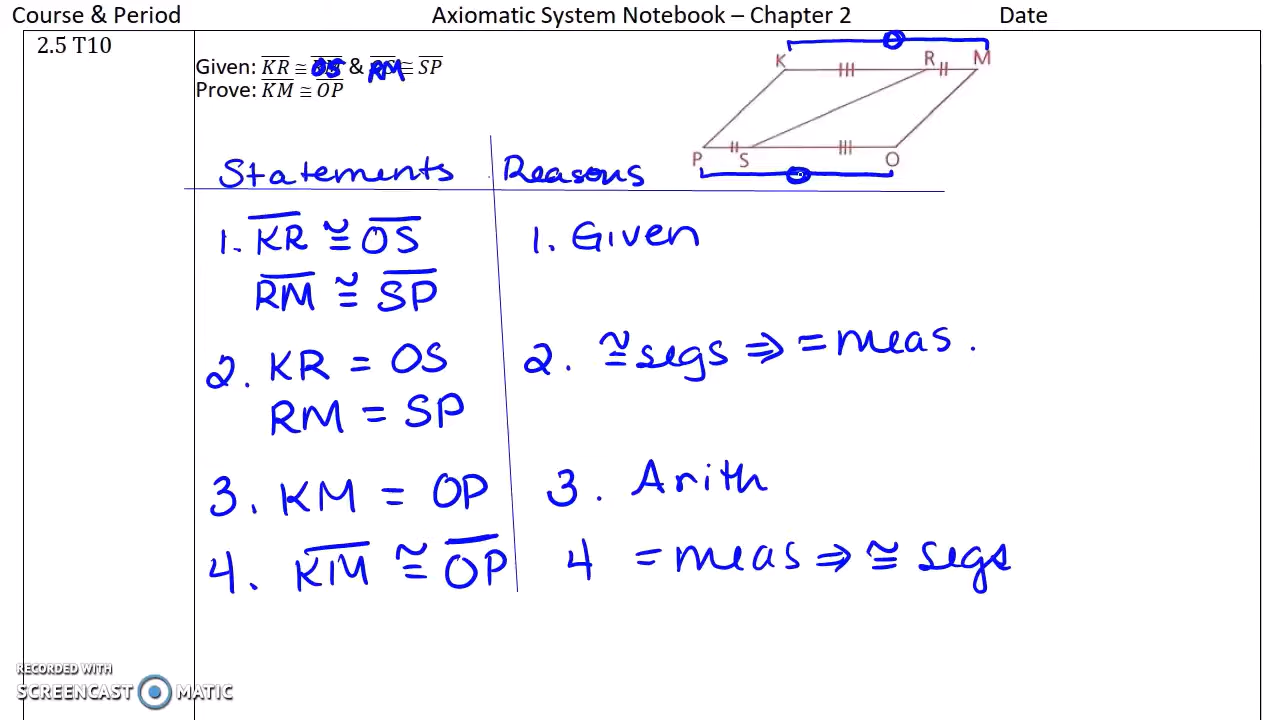 Course & Period Axiomatic System Notebook – Chapter 2 Date
2.5 T10
Given: KR ≅ OS & RM ≅ SP
Prove: KM ≅ OP
K R M
P S O
Statements Reasons
1. KR ≅ OS 1. Given
RM ≅ SP
2. KR = OS 2. ≅ segs ⇒ = meas.
RM = SP
3. KM = OP 3. Arith
4. KM ≅ OP 4 = meas ⇒ ≅ segs
RECORDED WITH
SCREENCAST MATIC